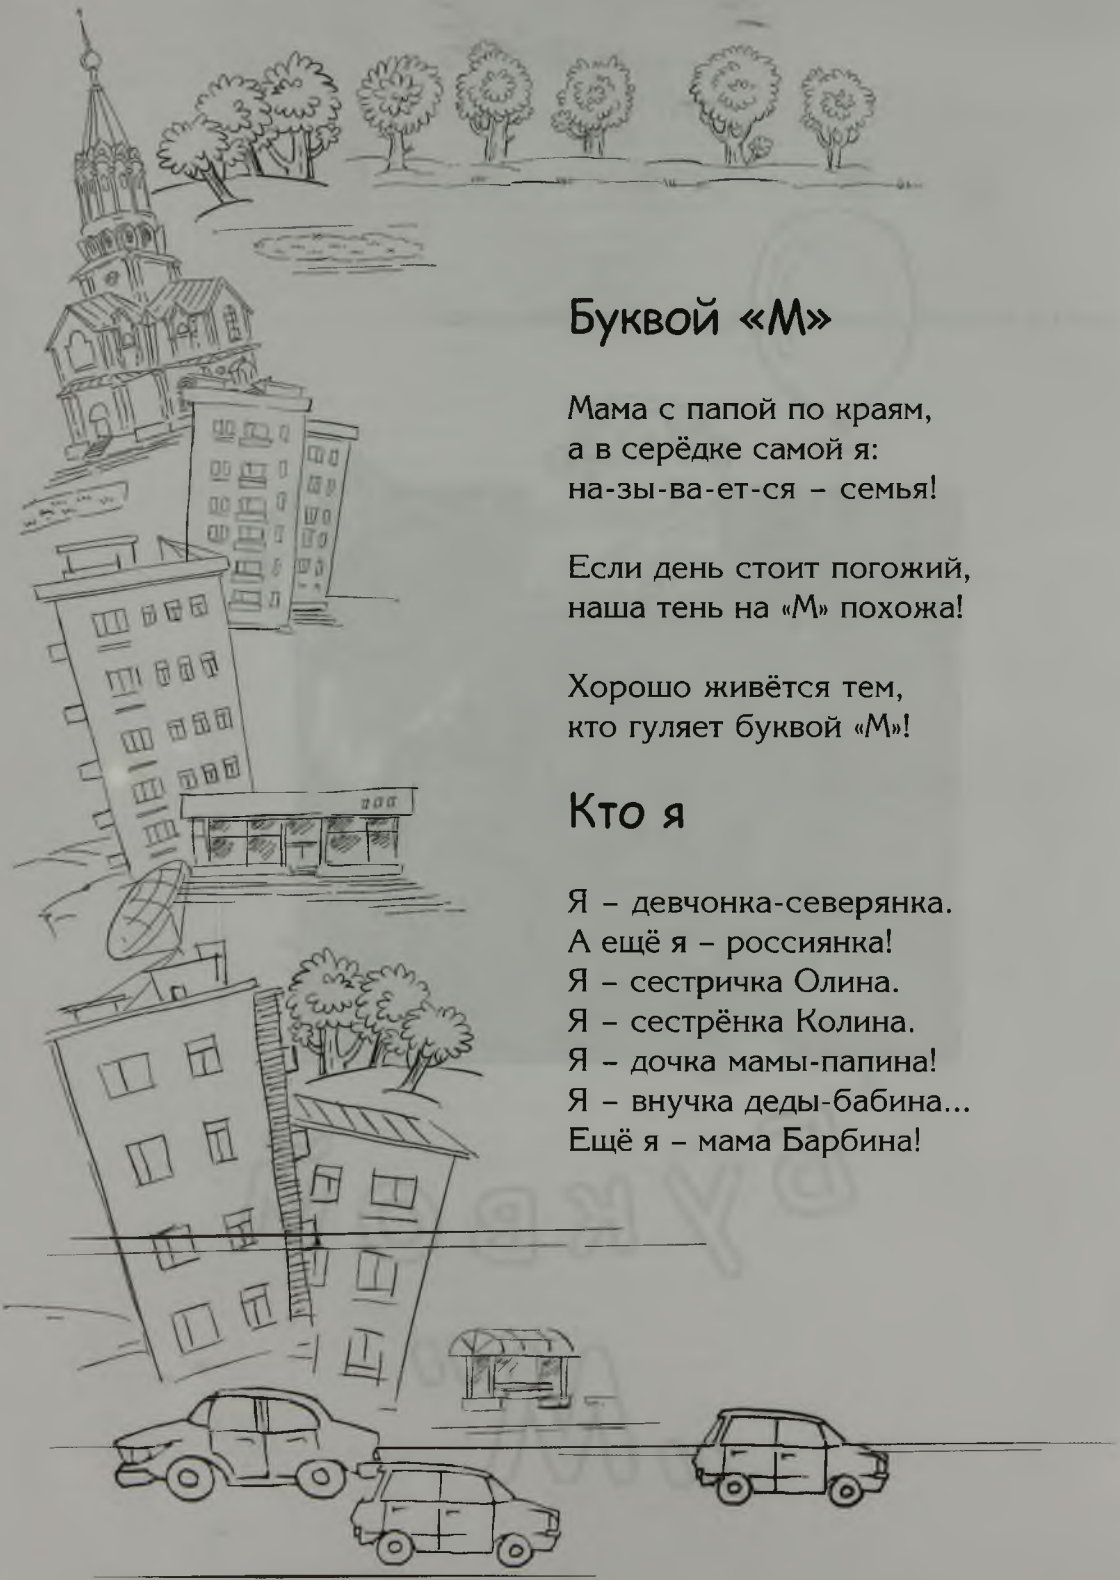 Буквой «М»
Мама с папой по краям,
а в серёдке самой я:
на-зы-ва-ет-ся – семья!
Если день стоит погожий,
наша тень на «М» похожа!
Хорошо живётся тем,
кто гуляет буквой «М»!
Кто я
Я – девчонка-северянка.
А ещё я – россиянка!
Я – сестричка Олина.
Я – сестрёнка Колина.
Я – дочка мамы-папина!
Я – внучка деды-бабина...
Ещё я – мама Барбина!